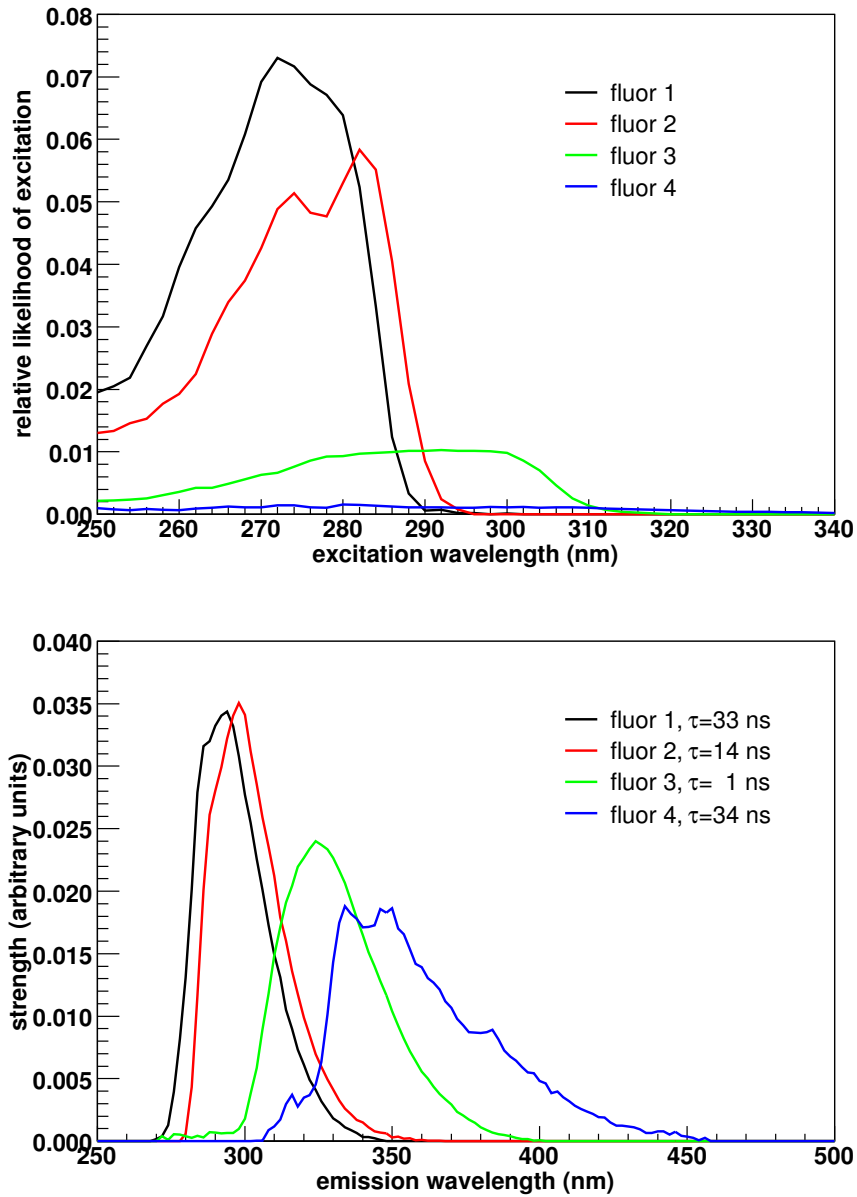 0.08
0.07
0.06
0.05
0.04
0.03
0.02
0.01
0.00
relative likelihood of excitation
fluor 1
fluor 2
fluor 3
fluor 4
250 260 270 280 290 300 310 320 330 340
excitation wavelength (nm)
0.040
0.035
0.030
0.025
0.020
0.015
0.010
0.005
0.000
strength (arbitrary units)
fluor 1, τ=33 ns
fluor 2, τ=14 ns
fluor 3, τ= 1 ns
fluor 4, τ=34 ns
250 300 350 400 450 500
emission wavelength (nm)